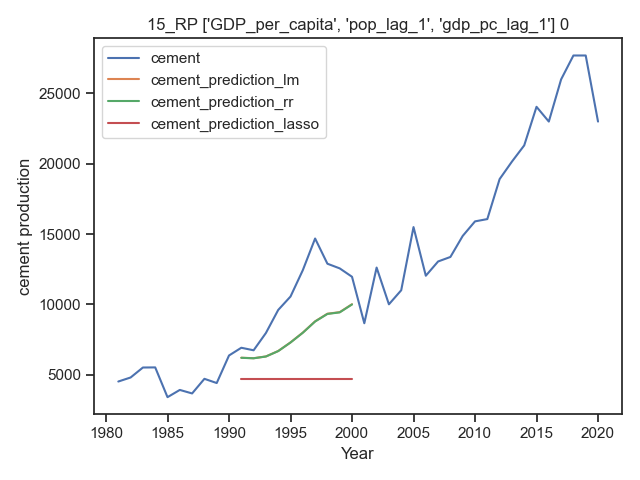 15_RP ['GDP_per_capita', 'pop_lag_1', 'gdp_pc_lag_1'] 0
cement
cement_prediction_lm
cement_prediction_rr
cement_prediction_lasso
25000
20000
15000
10000
5000
cement production
1980 1985 1990 1995 2000 2005 2010 2015 2020
Year